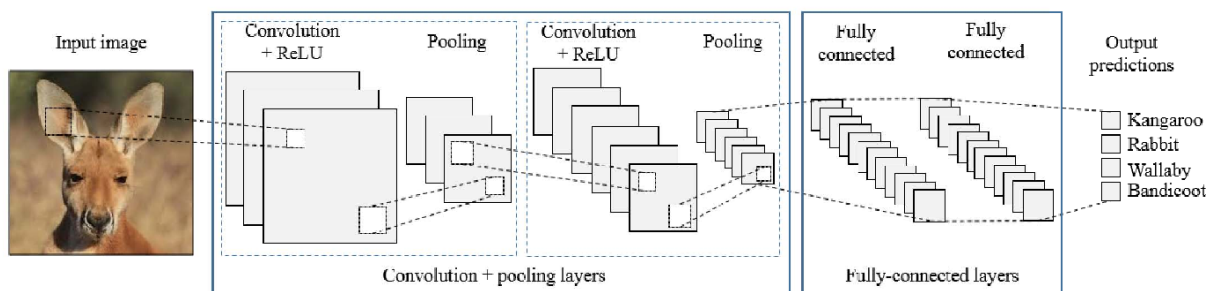 Input image
Convolution
+ ReLU
Pooling
Convolution
+ ReLU
Pooling
Fully
connected
Fully
connected
Output
predictions
Kangaroo
Rabbit
Wallaby
Bandicoot
Convolution + pooling layers
Fully-connected layers